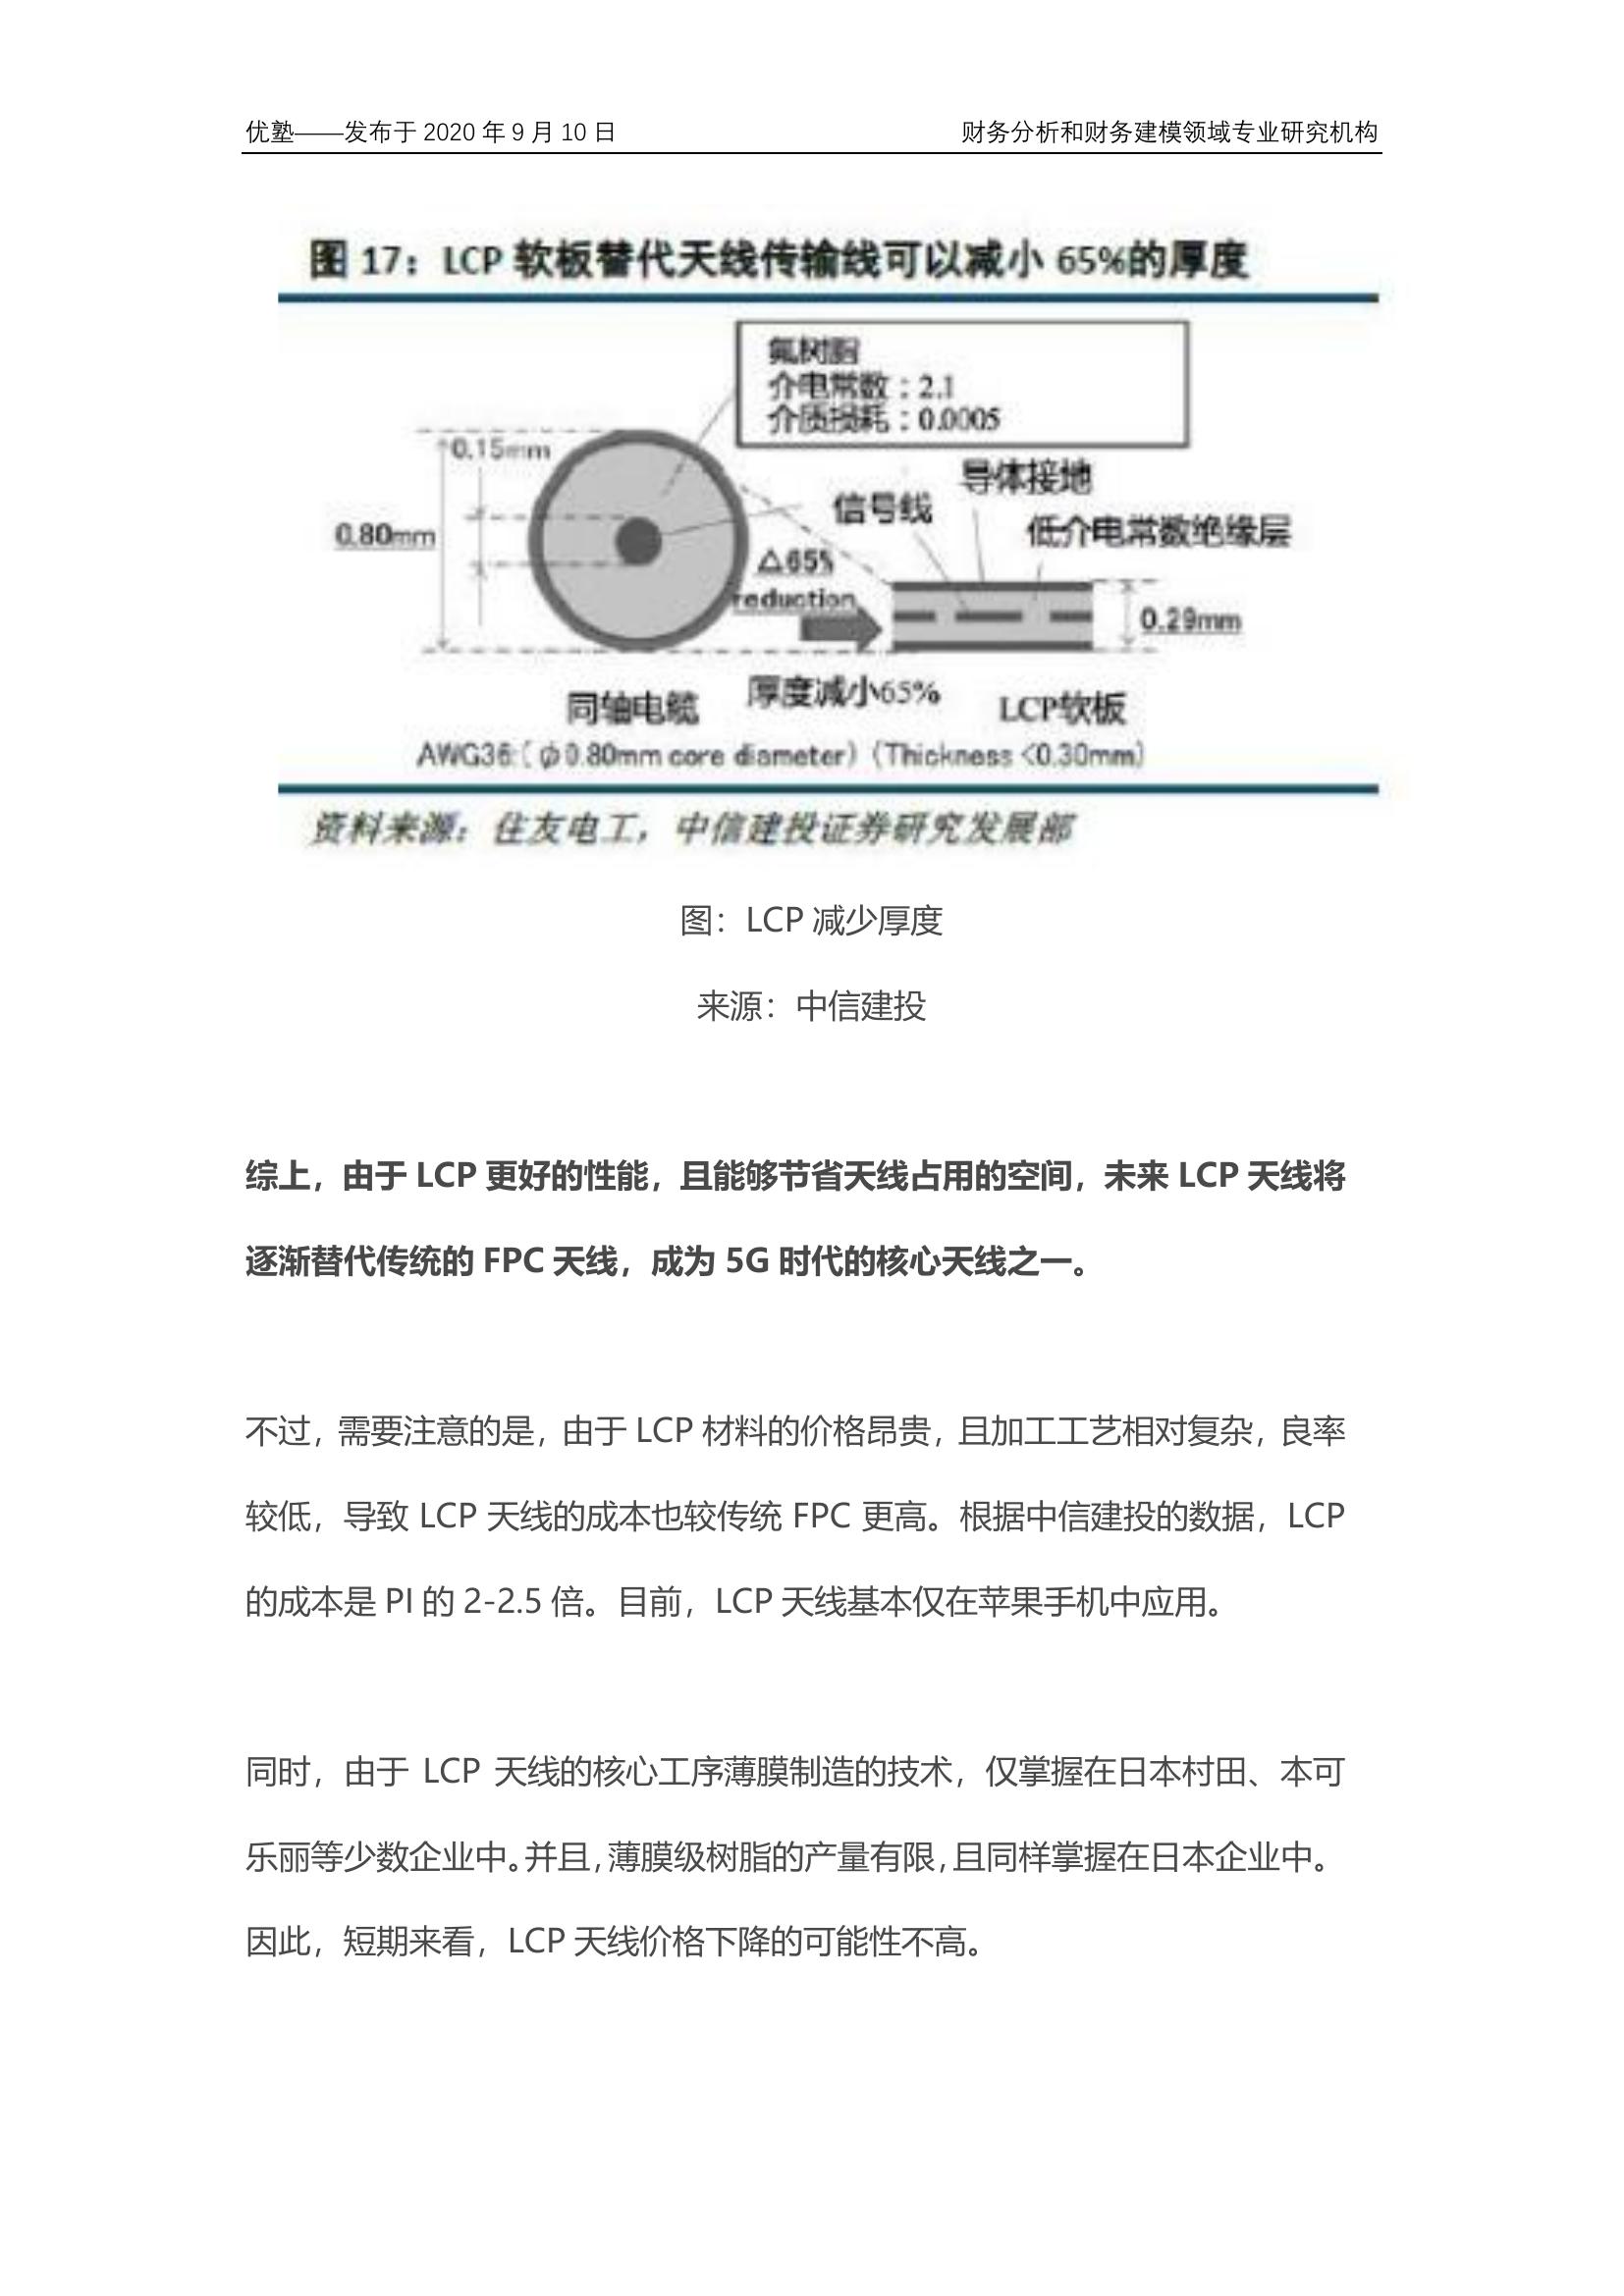 优塾——发布于 2020 年 9 月 10 日
财务分析和财务建模领域专业研究机构
图 17：LCP 软板替代天线传输线可以减小 65%的厚度
氟树脂
介电常数：2.1
介质损耗：0.0005
0.15mm
导体接地
信号线
低介电常数绝缘层
0.80mm
△65%
reduction
0.29mm
厚度减小65%
同轴电缆
LCP软板
AWG36:(φ0.80mm core diameter) (Thickness <0.30mm)
资料来源：住友电工，中信建投证券研究发展部
图：LCP 减少厚度
来源：中信建投
综上，由于 LCP 更好的性能，且能够节省天线占用的空间，未来 LCP 天线将
逐渐替代传统的 FPC 天线，成为 5G 时代的核心天线之一。
不过，需要注意的是，由于 LCP 材料的价格昂贵，且加工工艺相对复杂，良率
较低，导致 LCP 天线的成本也较传统 FPC 更高。根据中信建投的数据，LCP
的成本是 PI 的 2-2.5 倍。目前，LCP 天线基本仅在苹果手机中应用。
同时，由于 LCP 天线的核心工序薄膜制造的技术，仅掌握在日本村田、本可
乐丽等少数企业中。并且，薄膜级树脂的产量有限，且同样掌握在日本企业中。
因此，短期来看，LCP 天线价格下降的可能性不高。